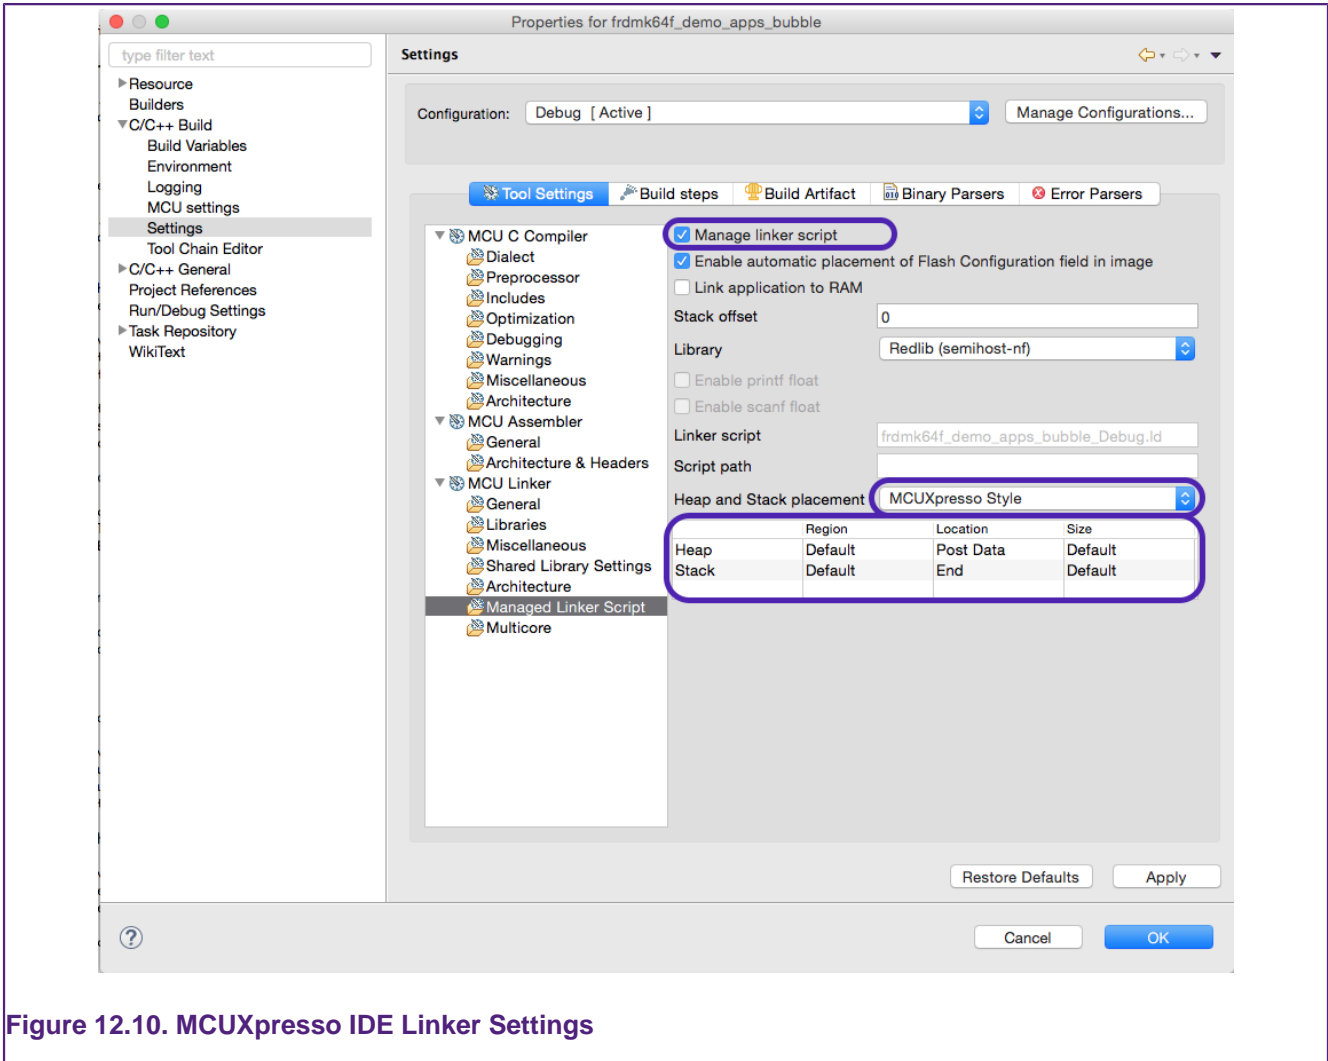 Properties for frdmk64f_demo_apps_bubble
type filter text
Settings
Resource
Builders
C/C++ Build
Build Variables
Environment
Logging
MCU settings
Settings
Tool Chain Editor
C/C++ General
Project References
Run/Debug Settings
Task Repository
WikiText
Configuration: Debug [ Active ] Manage Configurations...
Tool Settings Build steps Build Artifact Binary Parsers Error Parsers
MCU C Compiler
Dialect
Preprocessor
Includes
Optimization
Debugging
Warnings
Miscellaneous
Architecture
MCU Assembler
General
Architecture & Headers
MCU Linker
General
Libraries
Miscellaneous
Shared Library Settings
Architecture
Managed Linker Script
Multicore
Manage linker script
Enable automatic placement of Flash Configuration field in image
Link application to RAM
Stack offset 0
Library Redlib (semihost-nf)
Enable printf float
Enable scanf float
Linker script frdmk64f_demo_apps_bubble_Debug.ld
Script path
Heap and Stack placement MCUXpresso Style
Region Location Size
Heap Default Post Data Default
Stack Default End Default
Restore Defaults Apply
Cancel OK
Figure 12.10. MCUXpresso IDE Linker Settings